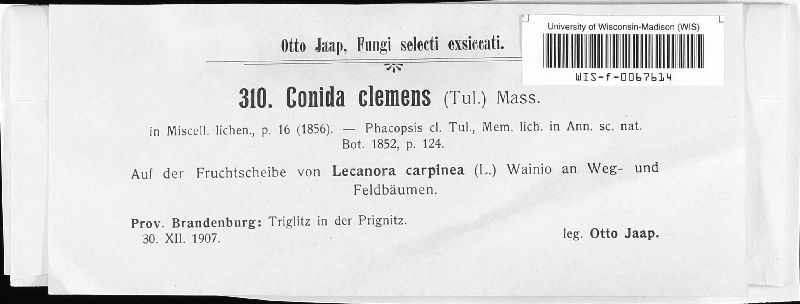 Otto Jaap, Fungi selecti exsiccati.
University of Wisconsin-Madison (WIS)
WIS-f-0067614
310. Conida clemens (Tul.) Mass.
in Miscell. lichen., p. 16 (1856). — Phacopsis cl. Tul., Mem. lich. in Ann. sc. nat.
Bot. 1852, p. 124.
Auf der Fruchtscheibe von Lecanora carpinea (L.) Wainio an Weg- und
Feldbäumen.
Prov. Brandenburg: Triglitz in der Prignitz.
30. XII. 1907.
leg. Otto Jaap.